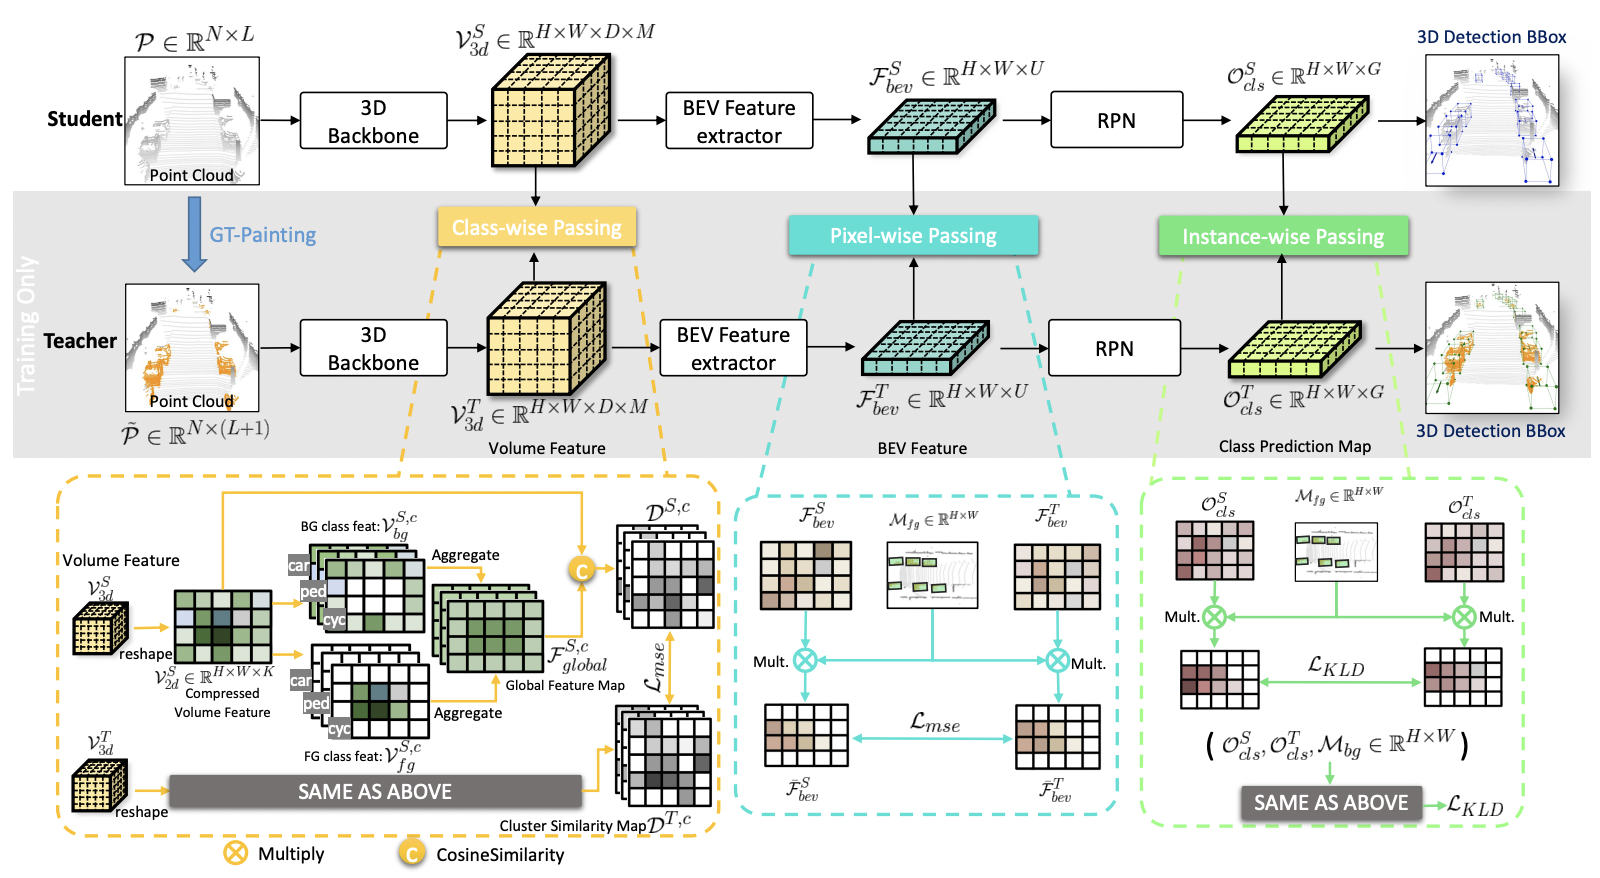 $\mathcal{P} \in \mathbb{R}^{N \times L}$
$\mathcal{V}_{3d}^{S} \in \mathbb{R}^{H \times W \times D \times M}$
$\mathcal{F}_{bev}^{S} \in \mathbb{R}^{H \times W \times U}$
$\mathcal{O}_{cls}^{S} \in \mathbb{R}^{H \times W \times G}$
3D Detection BBox
Student
Point Cloud
3D
Backbone
BEV Feature
extractor
RPN
Training Only
GT-Painting
Class-wise Passing
Pixel-wise Passing
Instance-wise Passing
Teacher
Point Cloud
3D
Backbone
BEV Feature
extractor
RPN
$\tilde{\mathcal{P}} \in \mathbb{R}^{N \times (L+1)}$
$\mathcal{V}_{3d}^{T} \in \mathbb{R}^{H \times W \times D \times M}$
$\mathcal{F}_{bev}^{T} \in \mathbb{R}^{H \times W \times U}$
$\mathcal{O}_{cls}^{T} \in \mathbb{R}^{H \times W \times G}$
3D Detection BBox
Volume Feature
BEV Feature
Class Prediction Map
Volume Feature
$\mathcal{V}_{3d}^{S}$
reshape
$\mathcal{V}_{2d}^{S} \in \mathbb{R}^{H \times W \times K}$
Compressed
Volume Feature
BG class feat: $\mathcal{V}_{bg}^{S,c}$
car
ped
cyc
Aggregate
car
ped
cyc
FG class feat: $\mathcal{V}_{fg}^{S,c}$
Aggregate
$\mathcal{F}_{global}^{S,c}$
Global Feature Map
C
$\mathcal{D}^{S,c}$
$\mathcal{L}_{mse}$
$\mathcal{V}_{3d}^{T}$
reshape
SAME AS ABOVE
Cluster Similarity Map $\mathcal{D}^{T,c}$
$\mathcal{F}_{bev}^{S}$
$\mathcal{M}_{fg} \in \mathbb{R}^{H \times W}$
$\mathcal{F}_{bev}^{T}$
Mult.
Mult.
$\mathcal{L}_{mse}$
$\bar{\mathcal{F}}_{bev}^{S}$
$\bar{\mathcal{F}}_{bev}^{T}$
$\mathcal{O}_{cls}^{S}$
$\mathcal{M}_{fg} \in \mathbb{R}^{H \times W}$
$\mathcal{O}_{cls}^{T}$
Mult.
Mult.
$\mathcal{L}_{KLD}$
$(\mathcal{O}_{cls}^{S}, \mathcal{O}_{cls}^{T}, \mathcal{M}_{bg} \in \mathbb{R}^{H \times W})$
SAME AS ABOVE
$\mathcal{L}_{KLD}$
Multiply
C
CosineSimilarity